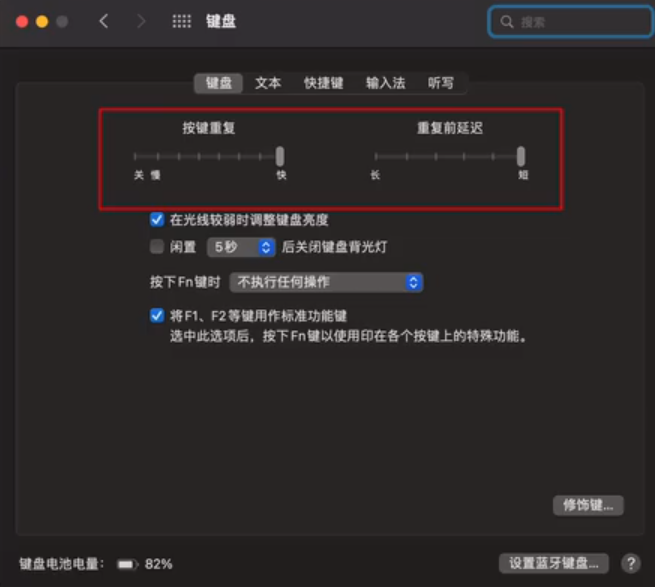 键盘
搜索
键盘 文本 快捷键 输入法 听写
按键重复 重复前延迟
关 慢 快 长 短
在光线较弱时调整键盘亮度
闲置 5秒 后关闭键盘背光灯
按下Fn键时 不执行任何操作
将F1、F2等键用作标准功能键
选中此选项后，按下Fn键以使用印在各个按键上的特殊功能。
修饰键...
键盘电池电量： 82% 设置蓝牙键盘... ?